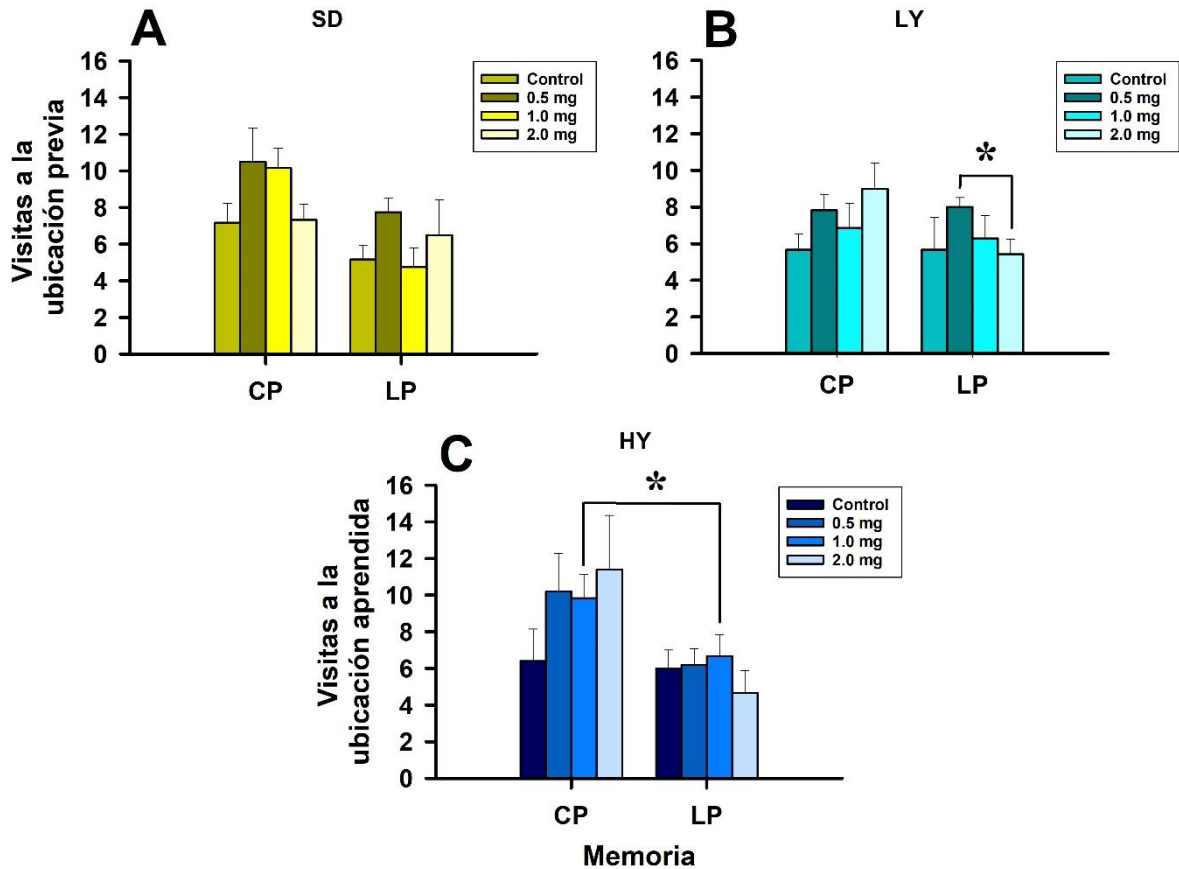 A
SD
Visitas a la
ubicación previa
16
14
12
10
8
6
4
2
0
Control
0.5 mg
1.0 mg
2.0 mg
CP
LP
B
LY
16
14
12
10
8
6
4
2
0
Control
0.5 mg
1.0 mg
2.0 mg
*
CP
LP
C
HY
Visitas a la
ubicación aprendida
16
14
12
10
8
6
4
2
0
*
Control
0.5 mg
1.0 mg
2.0 mg
CP
LP
Memoria